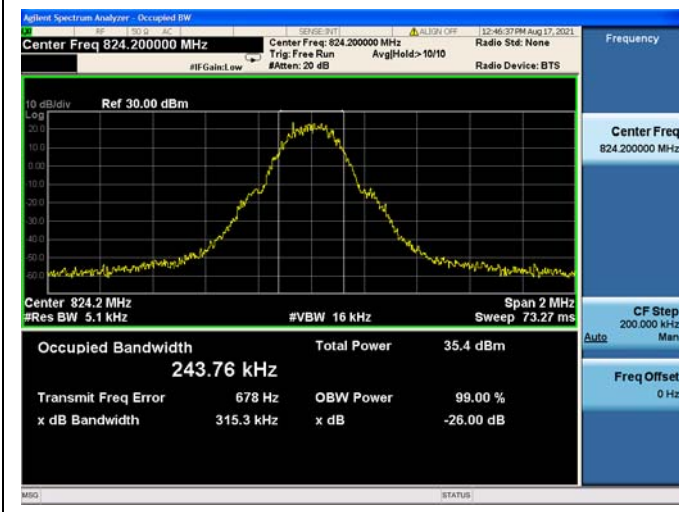 Agilent Spectrum Analyzer - Occupied BW
RF 50 Ω AC SENSE:INT ALIGN OFF 12:46:37 PM Aug 17, 2021
Center Freq 824.200000 MHz Center Freq: 824.200000 MHz Radio Std: None Frequency
Trig: Free Run Avg|Hold:>10/10
#IFGain:Low #Atten: 20 dB Radio Device: BTS
10 dB/div Ref 30.00 dBm
Log
20.0
10.0
0.00
-10.0
-20.0
-30.0
-40.0
-50.0
-60.0
Center Freq
824.200000 MHz
Center 824.2 MHz Span 2 MHz
#Res BW 5.1 kHz #VBW 16 kHz Sweep 73.27 ms
CF Step
200.000 kHz
Auto Man
Occupied Bandwidth Total Power 35.4 dBm
243.76 kHz
Transmit Freq Error 678 Hz OBW Power 99.00 %
x dB Bandwidth 315.3 kHz x dB -26.00 dB
Freq Offset
0 Hz
MSG STATUS